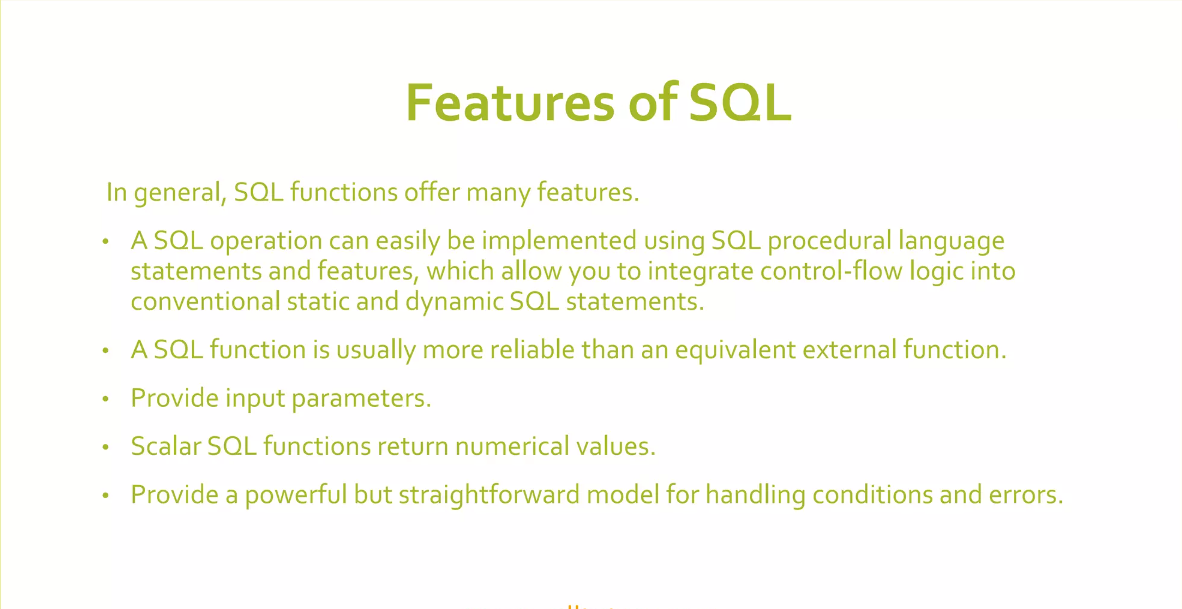 Features of SQL
In general, SQL functions offer many features.
• A SQL operation can easily be implemented using SQL procedural language
statements and features, which allow you to integrate control-flow logic into
conventional static and dynamic SQL statements.
• A SQL function is usually more reliable than an equivalent external function.
• Provide input parameters.
• Scalar SQL functions return numerical values.
• Provide a powerful but straightforward model for handling conditions and errors.